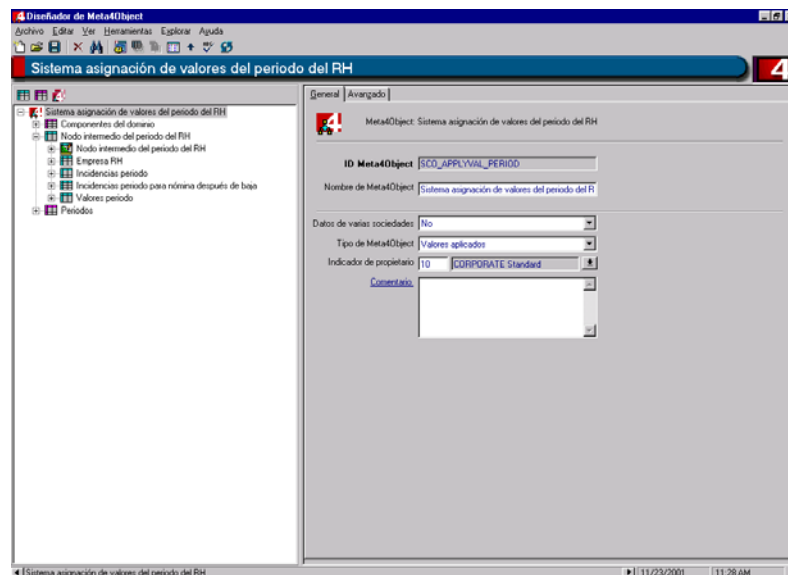 Diseñador de Meta4Object
Archivo Editar Ver Herramientas Explorar Ayuda
Sistema asignación de valores del periodo del RH
Sistema asignación de valores del periodo del RH
Componentes del dominio
Nodo intermedio del periodo del RH
Nodo intermedio del periodo del RH
Empresa RH
Incidencias periodo
Incidencias periodo para nómina después de baja
Valores periodo
Periodos
General Avanzado
Meta4Object: Sistema asignación de valores del periodo del RH
ID Meta4Object SCO_APPLYVAL_PERIOD
Nombre de Meta4Object Sistema asignación de valores del periodo del R
Datos de varias sociedades No
Tipo de Meta4Object Valores aplicados
Indicador de propietario 10 CORPORATE Standard
Comentario
Sistema asignación de valores del periodo del RH 11/23/2001 11:28 AM